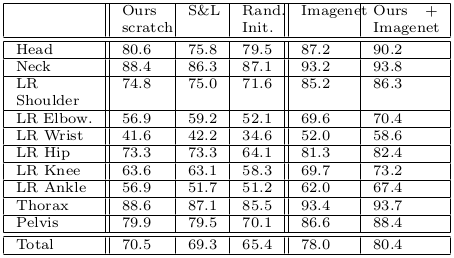 Ours S&L Rand. Imagenet Ours +
scratch Init. Imagenet
Head 80.6 75.8 79.5 87.2 90.2
Neck 88.4 86.3 87.1 93.2 93.8
LR 74.8 75.0 71.6 85.2 86.3
Shoulder
LR Elbow. 56.9 59.2 52.1 69.6 70.4
LR Wrist 41.6 42.2 34.6 52.0 58.6
LR Hip 73.3 73.3 64.1 81.3 82.4
LR Knee 63.6 63.1 58.3 69.7 73.2
LR Ankle 56.9 51.7 51.2 62.0 67.4
Thorax 88.6 87.1 85.5 93.4 93.7
Pelvis 79.9 79.5 70.1 86.6 88.4
Total 70.5 69.3 65.4 78.0 80.4